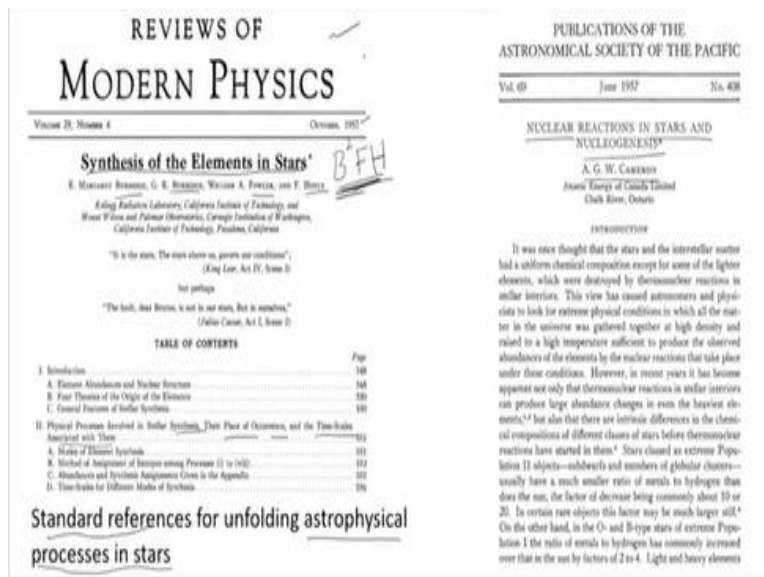 REVIEWS OF
MODERN PHYSICS
VOLUME 29, NUMBER 4 OCTOBER, 1957
Synthesis of the Elements in Stars*
B²FH
E. MARGARET BURBIDGE, G. R. BURBIDGE, WILLIAM A. FOWLER, AND F. HOYLE
Kellogg Radiation Laboratory, California Institute of Technology, and
Mount Wilson and Palomar Observatories, Carnegie Institution of Washington,
California Institute of Technology, Pasadena, California
"It is the stars, The stars above us, govern our conditions";
(King Lear, Act IV, Scene 3)
but perhaps
"The fault, dear Brutus, is not in our stars, But in ourselves,"
(Julius Caesar, Act I, Scene 2)
TABLE OF CONTENTS
Page
I. Introduction
A. Element Abundances and Nuclear Structure
B. Four Theories of the Origin of the Elements
C. General Features of Stellar Synthesis
II. Physical Processes Involved in Stellar Synthesis, Their Place of Occurrence, and the Time-Scales
Associated with Them
A. Modes of Element Synthesis
B. Method of Assignment of Isotopes among Processes (i) to (viii)
C. Abundances and Synthesis Assignments Given in the Appendix
D. Time-Scales for Different Modes of Synthesis
Standard references for unfolding astrophysical
processes in stars
PUBLICATIONS OF THE
ASTRONOMICAL SOCIETY OF THE PACIFIC
Vol. 69 June 1957 No. 408
NUCLEAR REACTIONS IN STARS AND
NUCLEOGENESIS*
A. G. W. CAMERON
Atomic Energy of Canada Limited
Chalk River, Ontario
INTRODUCTION
It was once thought that the stars and the interstellar matter
had a uniform chemical composition except for some of the lighter
elements, which were destroyed by thermonuclear reactions in
stellar interiors. This view has caused astronomers and physi-
cists to look for extreme physical conditions in which all the mat-
ter in the universe was gathered together at high density and
raised to a high temperature sufficient to produce the observed
abundances of the elements by the nuclear reactions that take place
under these conditions. However, in recent years it has become
apparent not only that thermonuclear reactions in stellar interiors
can produce large abundance changes in even the heaviest ele-
ments, but also that there are intrinsic differences in the chemi-
cal compositions of different classes of stars before thermonuclear
reactions have started in them. Stars classed as extreme Popu-
lation II objects—subdwarfs and members of globular clusters—
usually have a much smaller ratio of metals to hydrogen than
does the sun, the factor of decrease being commonly about 10 or
20. In certain rare objects this factor may be much larger still.
On the other hand, in the O- and B-type stars of extreme Popu-
lation I the ratio of metals to hydrogen has commonly increased
over that in the sun by factors of 2 to 4. Light and heavy elements